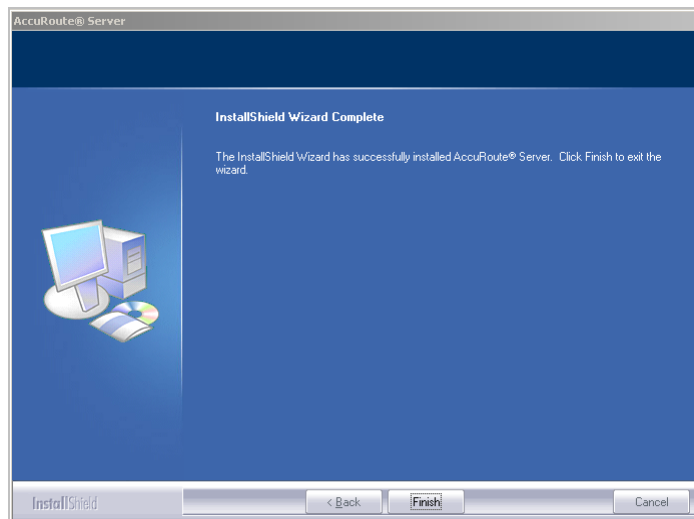 AccuRoute® Server
InstallShield Wizard Complete
The InstallShield Wizard has successfully installed AccuRoute® Server. Click Finish to exit the
wizard.
InstallShield
< Back
Finish
Cancel